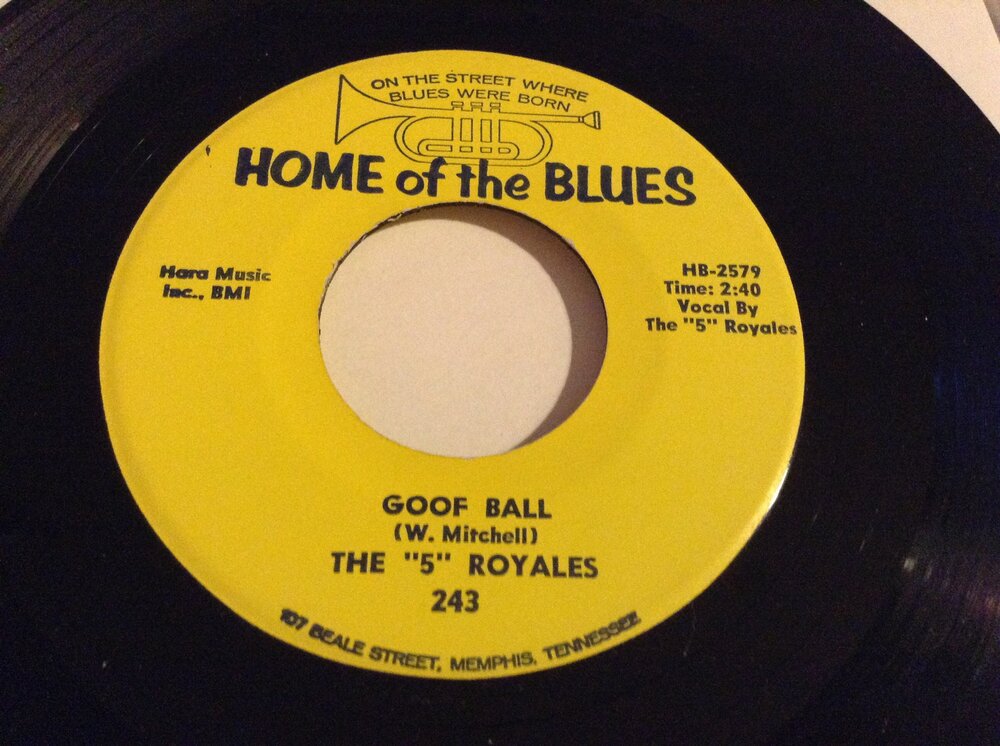 ON THE STREET WHERE
BLUES WERE BORN
HOME of the BLUES
Hara Music
Inc., BMI
HB-2579
Time: 2:40
Vocal By
The "5" Royales
GOOF BALL
(W. Mitchell)
THE "5" ROYALES
243
107 BEALE STREET, MEMPHIS, TENNESSEE